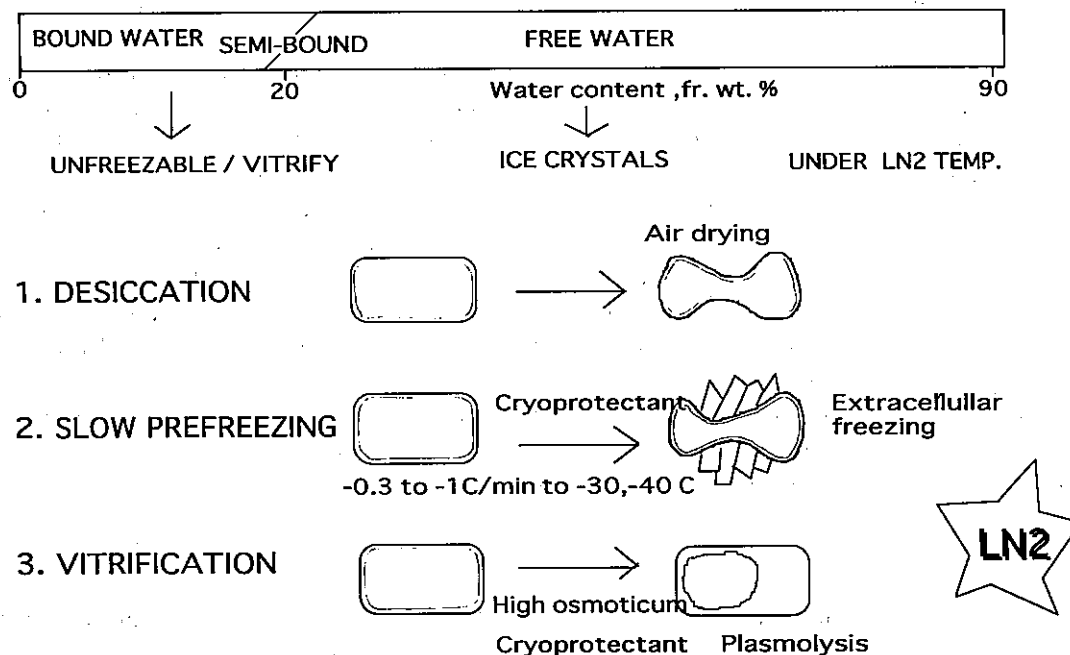 BOUND WATER SEMI-BOUND FREE WATER
0 20 Water content ,fr. wt. % 90
UNFREEZABLE / VITRIFY ICE CRYSTALS UNDER LN2 TEMP.
Air drying
1. DESICCATION
2. SLOW PREFREEZING Cryoprotectant Extracellullar
freezing
-0.3 to -1C/min to -30,-40 C
LN2
3. VITRIFICATION
High osmoticum
Cryoprotectant Plasmolysis